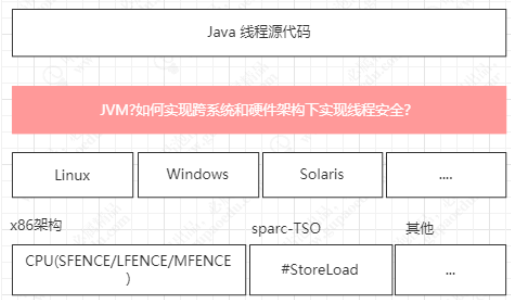 Java 线程源代码
JVM?如何实现跨系统和硬件架构下实现线程安全?
Linux
Windows
Solaris
....
x86架构
sparc-TSO
其他
CPU(SFENCE/LFENCE/MFENCE
)
#StoreLoad
...